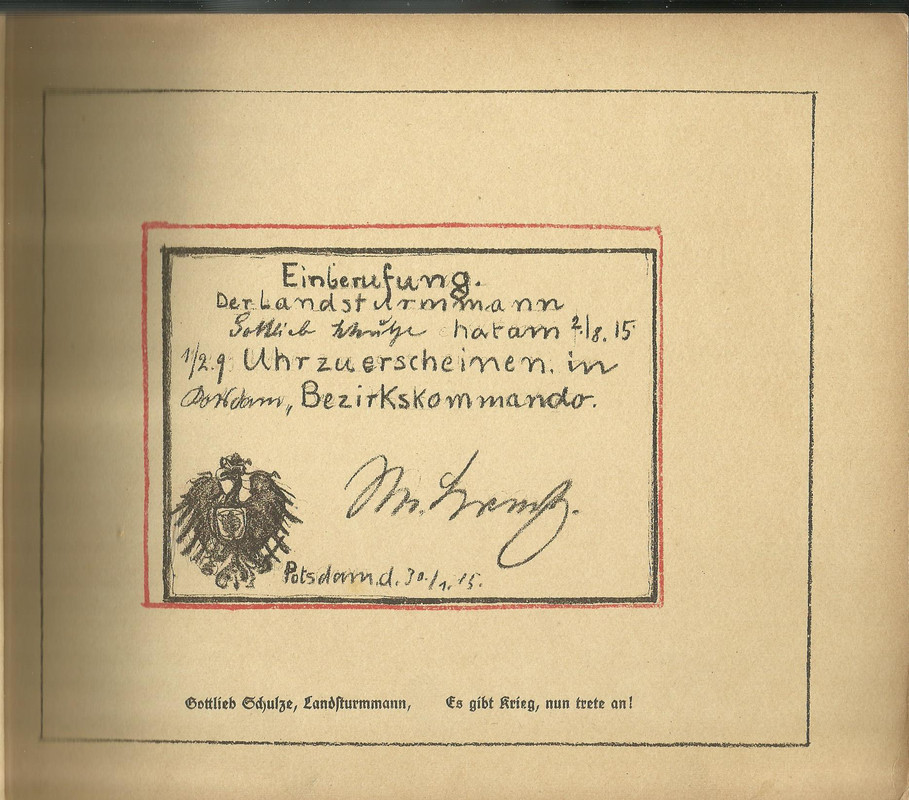 Einberufung.
Der Landsturmmann
Gottlieb Schulze hat am 2./8. 15.
1/2.9 Uhr zu erscheinen. in
Potsdam, Bezirkskommando.
Potsdam. d. 30./1. 15.
Gottlieb Schulze, Landsturmmann, Es gibt Krieg, nun trete an!